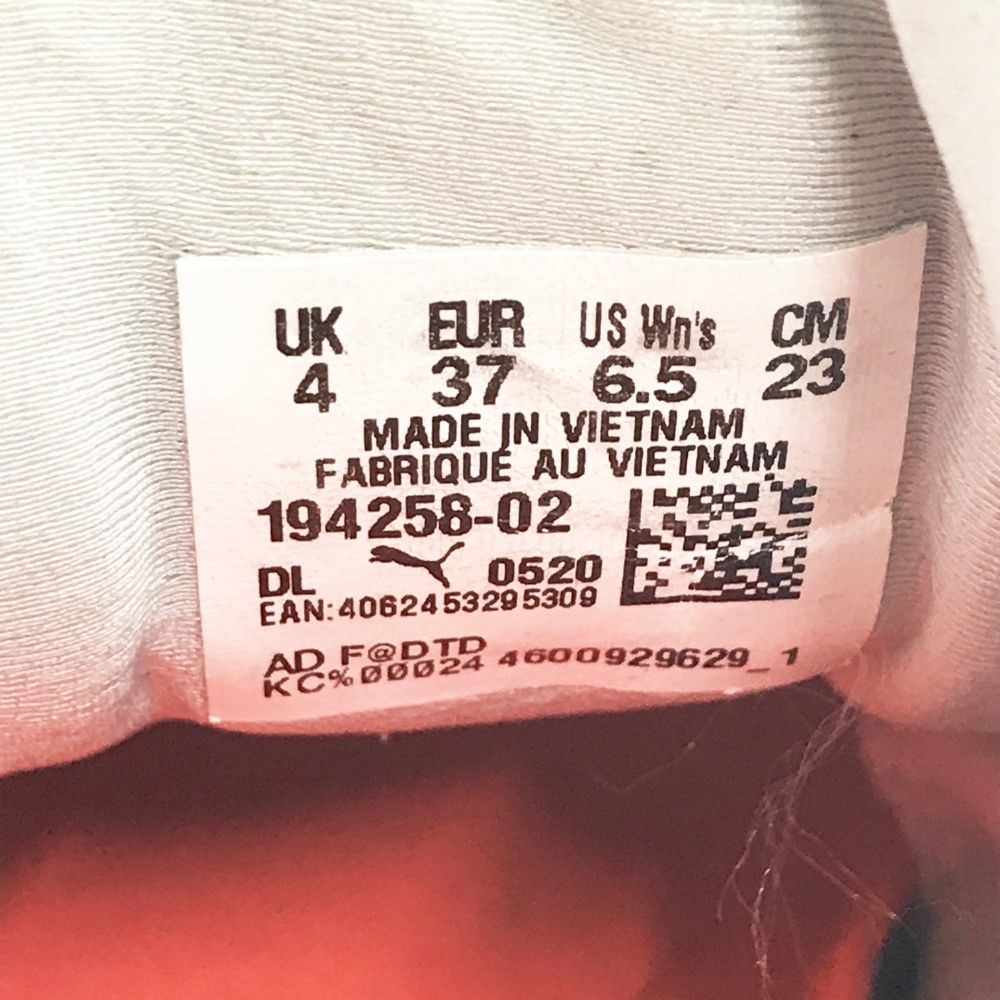 UK EUR US Wn's CM
4 37 6.5 23
MADE IN VIETNAM
FABRIQUE AU VIETNAM
194258-02
DL 0520
EAN:4062453295309
AD F@DTD
KC%00024 4600929629_1